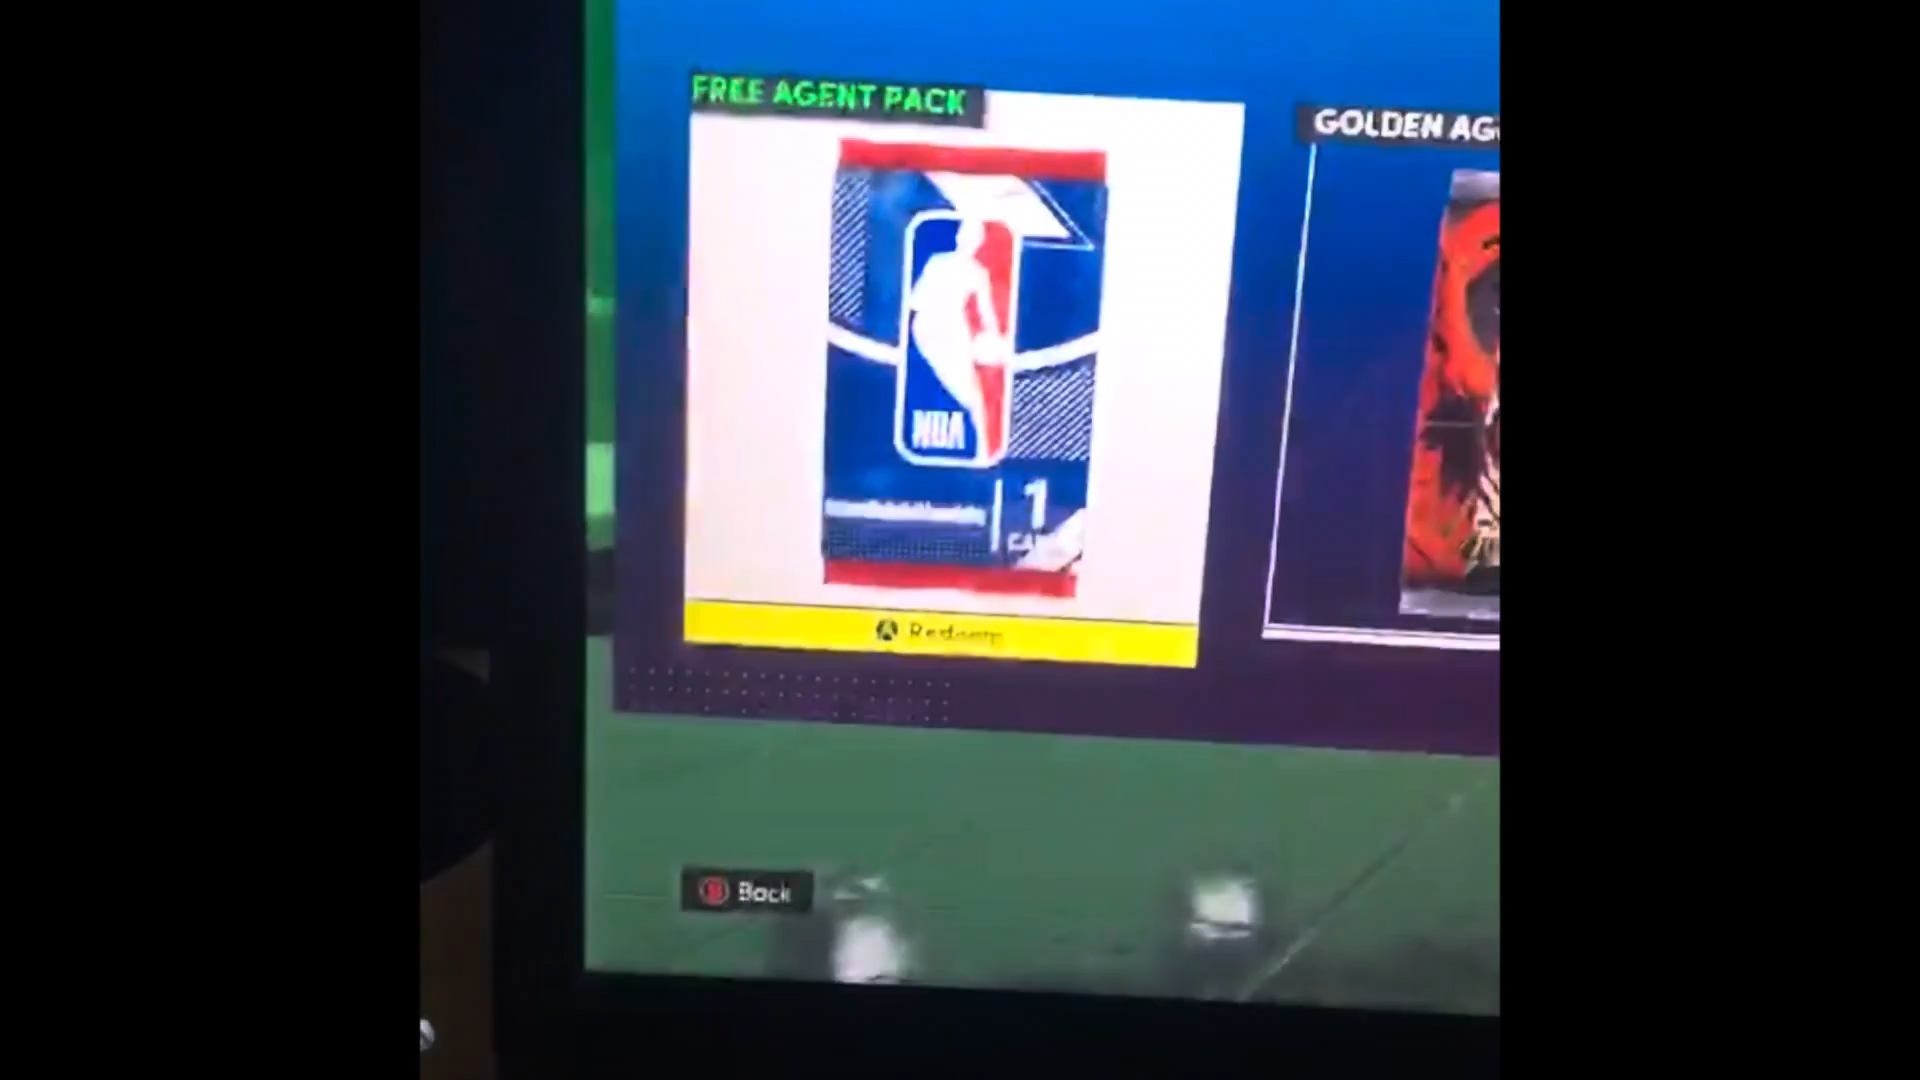 FREE AGENT PACK
GOLDEN AG
NBA
1
A Redeem
B Back